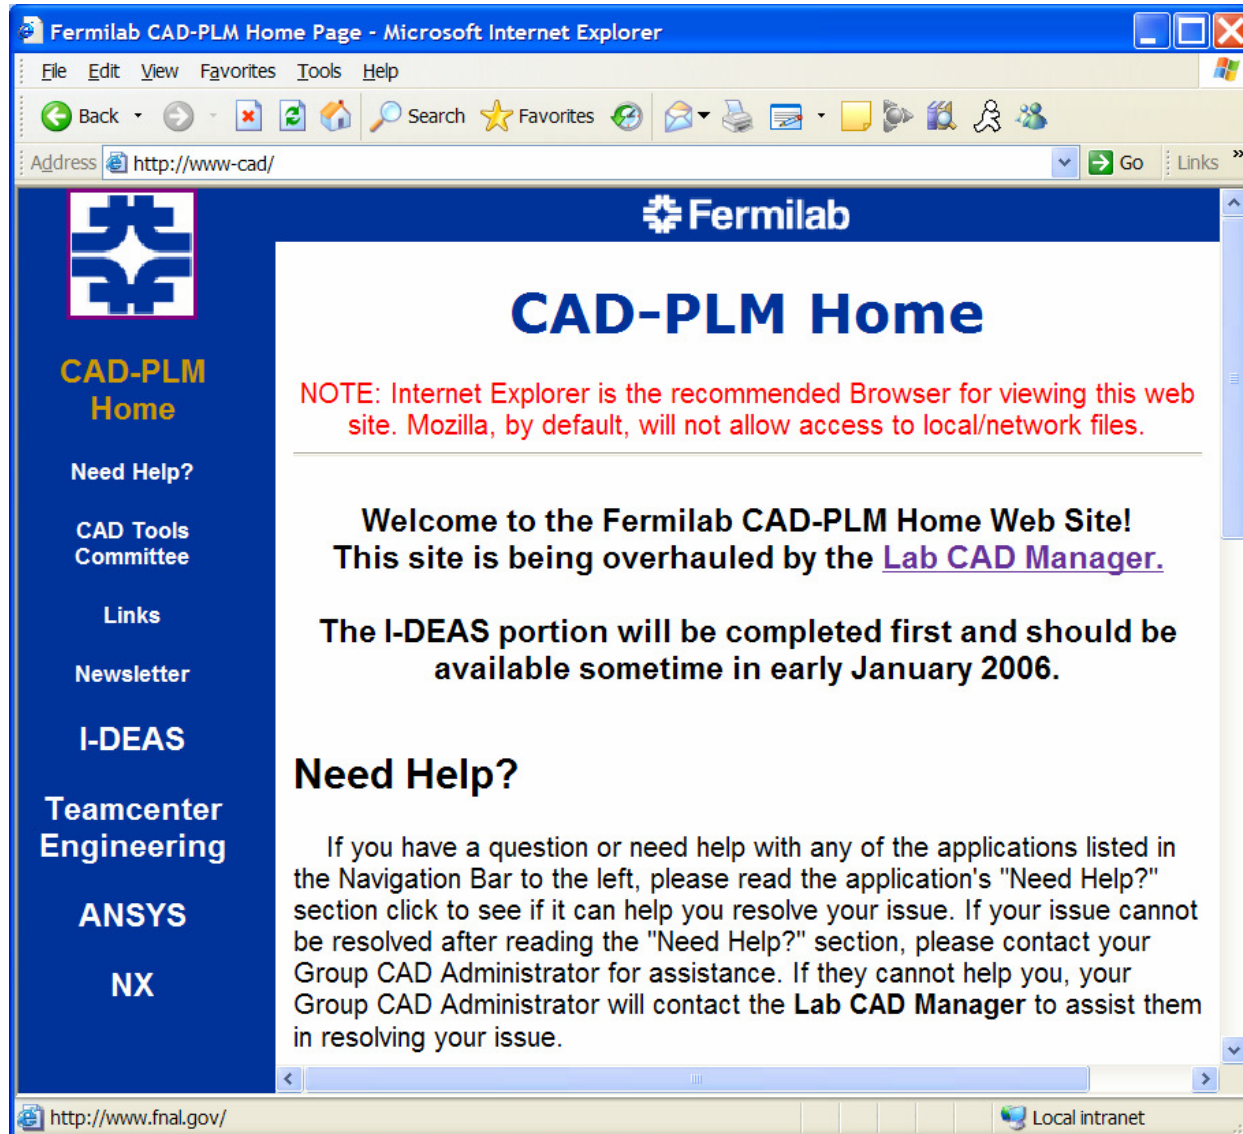 Fermilab CAD-PLM Home Page - Microsoft Internet Explorer
File Edit View Favorites Tools Help
Back Search Favorites
Address http://www-cad/ Go Links »
Fermilab
CAD-PLM Home
NOTE: Internet Explorer is the recommended Browser for viewing this web
site. Mozilla, by default, will not allow access to local/network files.
Welcome to the Fermilab CAD-PLM Home Web Site!
This site is being overhauled by the Lab CAD Manager.
The I-DEAS portion will be completed first and should be
available sometime in early January 2006.
Need Help?
If you have a question or need help with any of the applications listed in
the Navigation Bar to the left, please read the application's "Need Help?"
section click to see if it can help you resolve your issue. If your issue cannot
be resolved after reading the "Need Help?" section, please contact your
Group CAD Administrator for assistance. If they cannot help you, your
Group CAD Administrator will contact the Lab CAD Manager to assist them
in resolving your issue.
CAD-PLM
Home
Need Help?
CAD Tools
Committee
Links
Newsletter
I-DEAS
Teamcenter
Engineering
ANSYS
NX
http://www.fnal.gov/ Local intranet